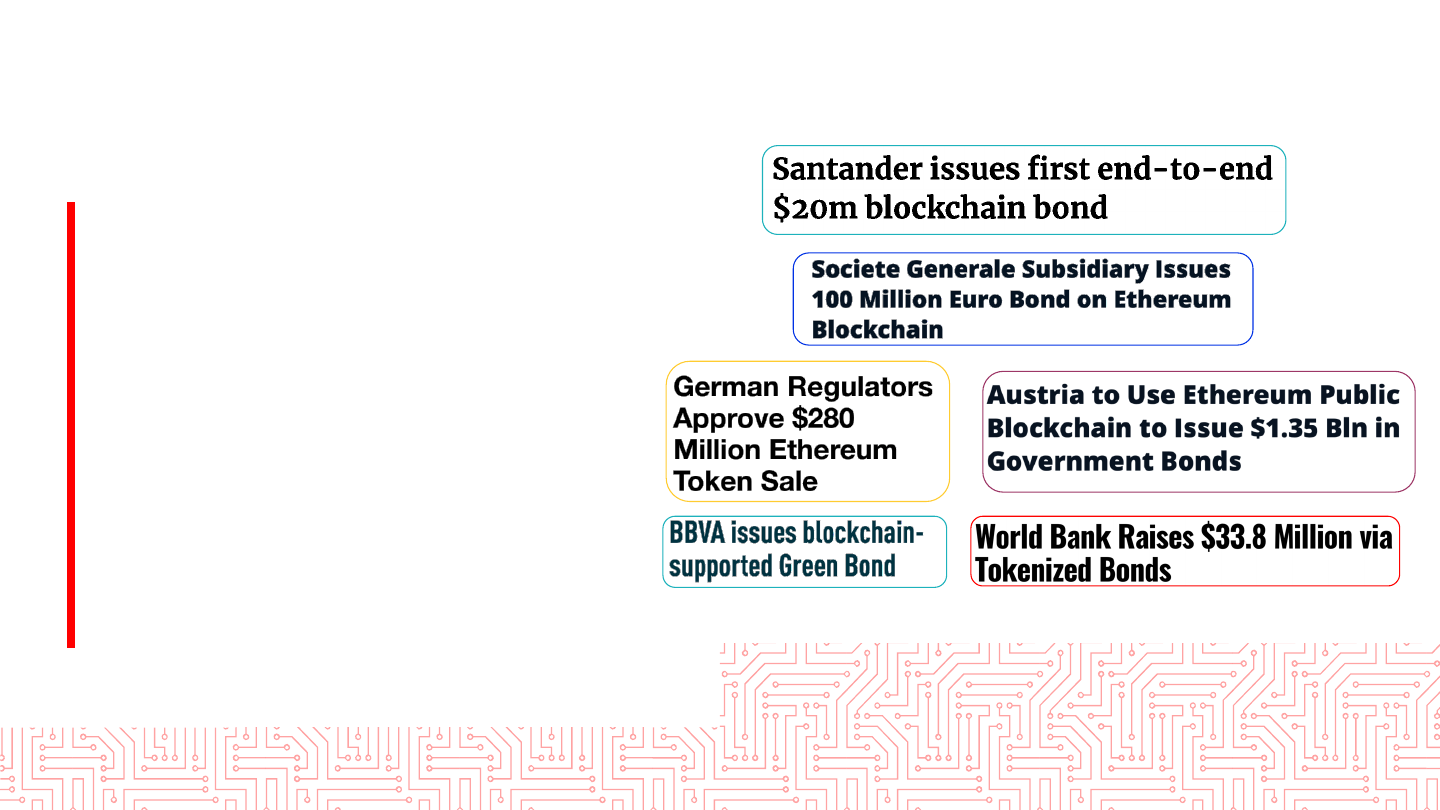 Santander issues first end-to-end
$20m blockchain bond
Societe Generale Subsidiary Issues
100 Million Euro Bond on Ethereum
Blockchain
German Regulators
Approve $280
Million Ethereum
Token Sale
Austria to Use Ethereum Public
Blockchain to Issue $1.35 Bln in
Government Bonds
BBVA issues blockchain-
supported Green Bond
World Bank Raises $33.8 Million via
Tokenized Bonds